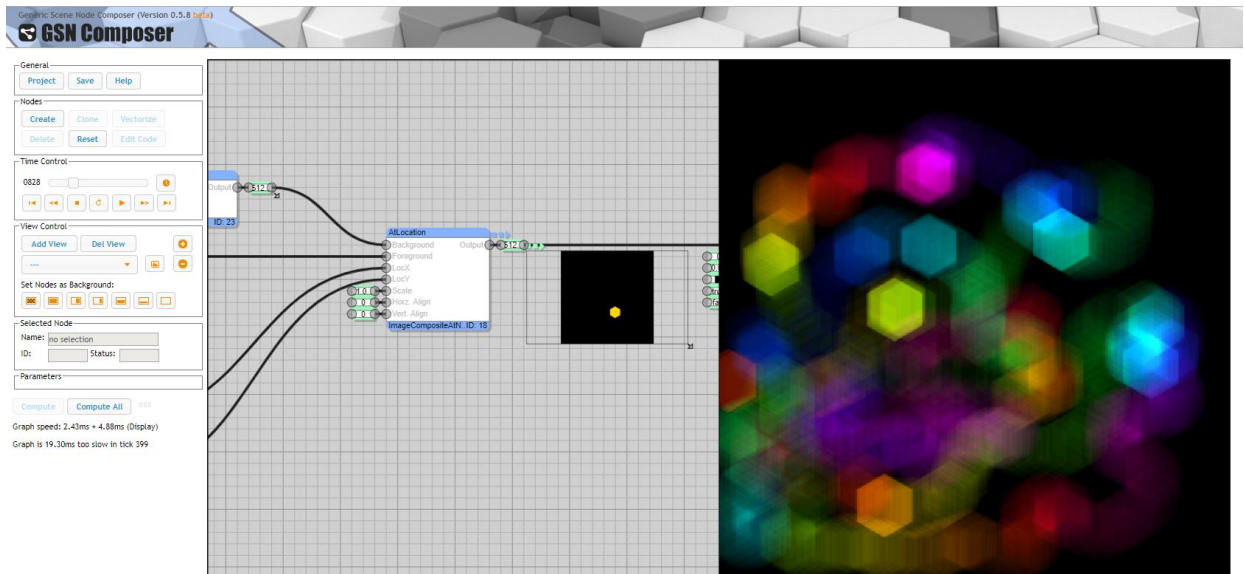 Generic Scene Node Composer (Version 0.5.8 beta)
GSN Composer
General
Project Save Help
Nodes
Create Clone Vectorize
Delete Reset Edit Code
Time Control
0828
View Control
Add View Del View
---
Set Nodes as Background:
Selected Node
Name: no selection
ID: Status:
Parameters
Compute Compute All
Graph speed: 2.43ms + 4.88ms (Display)
Graph is 19.30ms too slow in tick 399
Output 512
ID: 23
AtLocation
Background Output 512
Foreground
LocX
LocY
1.0 Scale
0 Horz. Align
0 Vert. Align
ImageCompositeAtN.. ID: 18